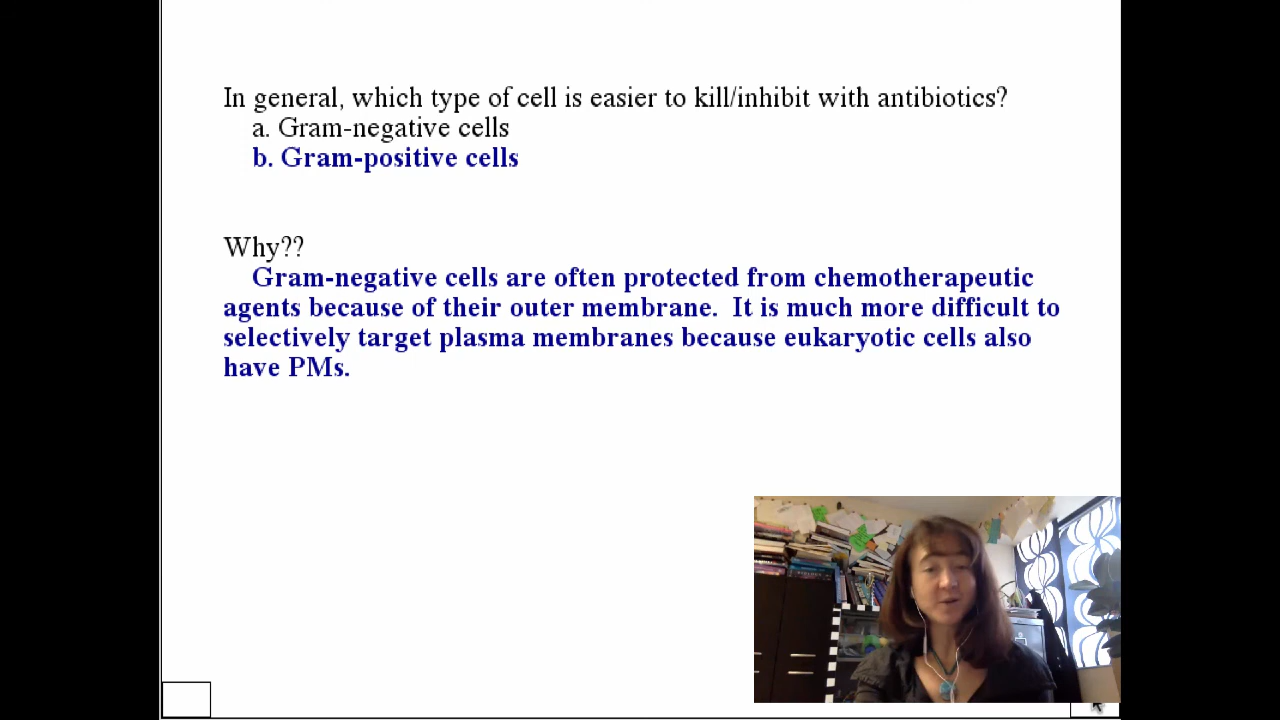 In general, which type of cell is easier to kill/inhibit with antibiotics?
a. Gram-negative cells
b. Gram-positive cells
Why??
Gram-negative cells are often protected from chemotherapeutic
agents because of their outer membrane. It is much more difficult to
selectively target plasma membranes because eukaryotic cells also
have PMs.